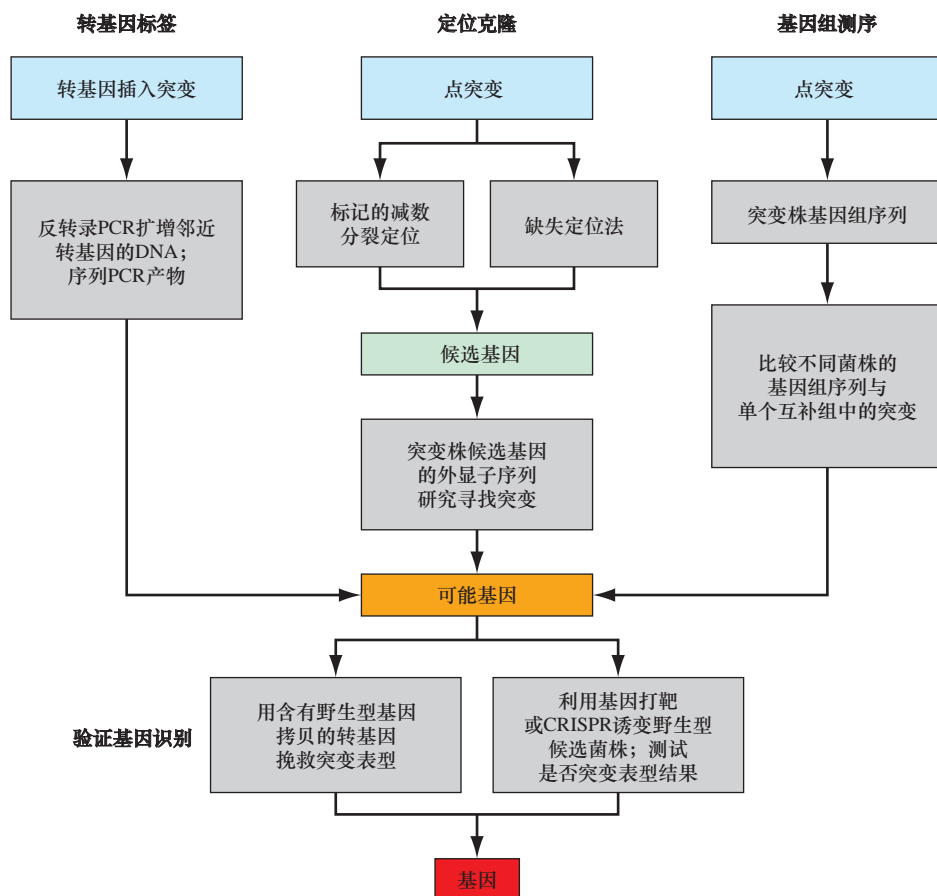 转基因标签
定位克隆
基因组测序
转基因插入突变
点突变
点突变
反转录PCR扩增邻近
转基因的DNA；
序列PCR产物
标记的减数
分裂定位
缺失定位法
突变株基因组序列
候选基因
比较不同菌株的
基因组序列与
单个互补组中的突变
突变株候选基因
的外显子序列
研究寻找突变
可能基因
验证基因识别
用含有野生型基因
拷贝的转基因
挽救突变表型
利用基因打靶
或CRISPR诱变野生型
候选菌株；测试
是否突变表型结果
基因